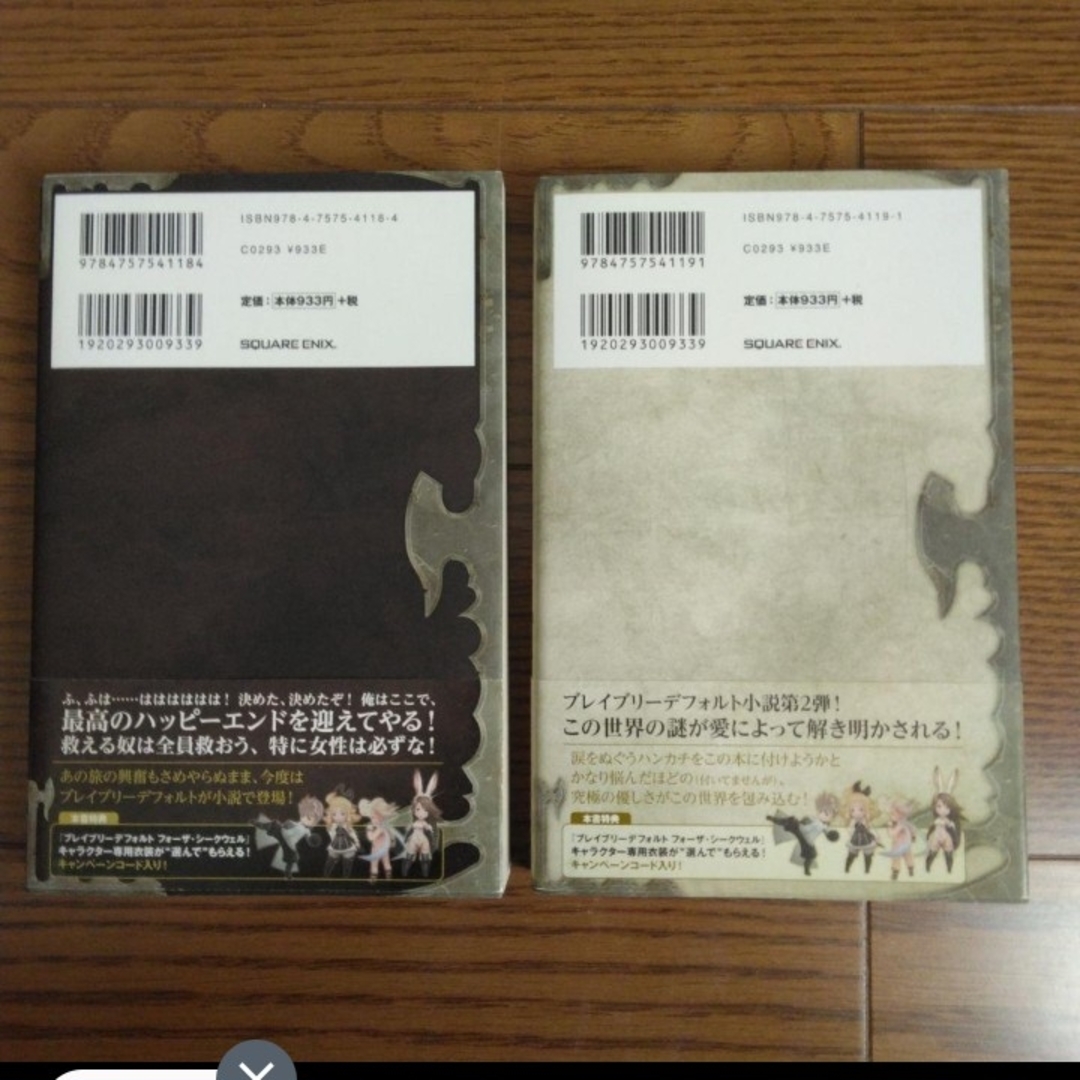 ISBN978-4-7575-4118-4
C0293 ¥933E
9784757541184
定価：本体933円＋税
1920293009339
SQUARE ENIX.
ふ、ふは……はははははは！ 決めた、決めたぞ！ 俺はここで、
最高のハッピーエンドを迎えてやる！
救える奴は全員救おう、特に女性は必ずな！
あの旅の興奮もさめやらぬまま、今度は
ブレイブリーデフォルトが小説で登場！
本書特典
『ブレイブリーデフォルト フォーザ・シークウェル』
キャラクター専用衣装が"選んで"もらえる！
キャンペーンコード入り！
ISBN978-4-7575-4119-1
C0293 ¥933E
9784757541191
定価：本体933円＋税
1920293009339
SQUARE ENIX.
ブレイブリーデフォルト小説第2弾！
この世界の謎が愛によって解き明かされる！
涙をぬぐうハンカチをこの本に付けようかと
かなり悩んだほどの（付いてませんが）、
究極の優しさがこの世界を包み込む！
本書特典
『ブレイブリーデフォルト フォーザ・シークウェル』
キャラクター専用衣装が"選んで"もらえる！
キャンペーンコード入り！